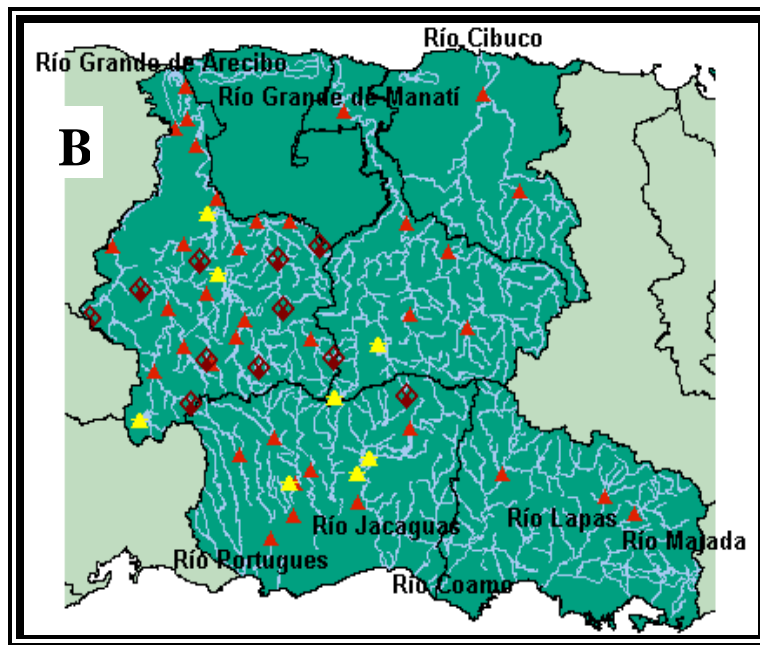 Río Cibuco
Río Grande de Arecibo
Río Grande de Manatí
B
Río Jacaguas
Río Lapas
Río Majada
Río Portugues
Río Coamo